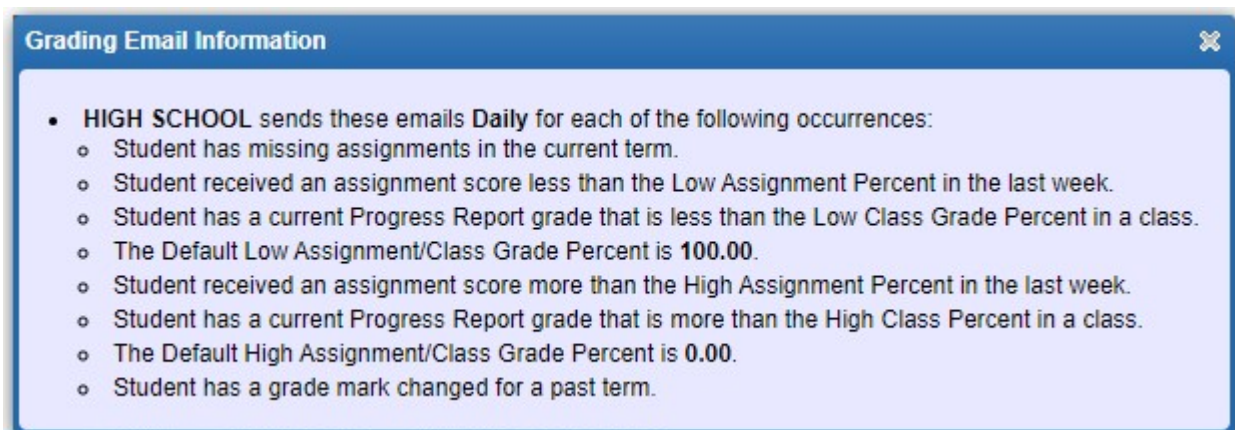 Grading Email Information
HIGH SCHOOL sends these emails Daily for each of the following occurrences:
Student has missing assignments in the current term.
Student received an assignment score less than the Low Assignment Percent in the last week.
Student has a current Progress Report grade that is less than the Low Class Grade Percent in a class.
The Default Low Assignment/Class Grade Percent is 100.00.
Student received an assignment score more than the High Assignment Percent in the last week.
Student has a current Progress Report grade that is more than the High Class Percent in a class.
The Default High Assignment/Class Grade Percent is 0.00.
Student has a grade mark changed for a past term.